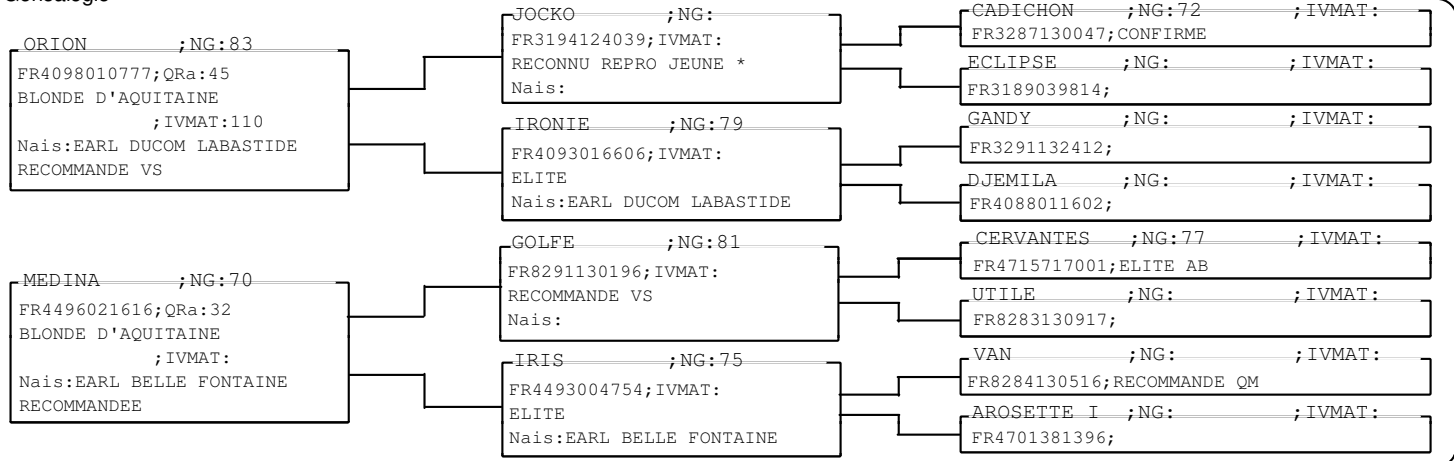 Généalogie
ORION ;NG:83
FR4098010777;QRa:45
BLONDE D'AQUITAINE
;IVMAT:110
Nais:EARL DUCOM LABASTIDE
RECOMMANDE VS
MEDINA ;NG:70
FR4496021616;QRa:32
BLONDE D'AQUITAINE
;IVMAT:
Nais:EARL BELLE FONTAINE
RECOMMANDEE
JOCKO ;NG:
FR3194124039;IVMAT:
RECONNU REPRO JEUNE *
Nais:
IRONIE ;NG:79
FR4093016606;IVMAT:
ELITE
Nais:EARL DUCOM LABASTIDE
GOLFE ;NG:81
FR8291130196;IVMAT:
RECOMMANDE VS
Nais:
IRIS ;NG:75
FR4493004754;IVMAT:
ELITE
Nais:EARL BELLE FONTAINE
CADICHON ;NG:72 ;IVMAT:
FR3287130047;CONFIRME
ECLIPSE ;NG: ;IVMAT:
FR3189039814;
GANDY ;NG: ;IVMAT:
FR3291132412;
DJEMILA ;NG: ;IVMAT:
FR4088011602;
CERVANTES ;NG:77 ;IVMAT:
FR4715717001;ELITE AB
UTILE ;NG: ;IVMAT:
FR8283130917;
VAN ;NG: ;IVMAT:
FR8284130516;RECOMMANDE QM
AROSETTE I ;NG: ;IVMAT:
FR4701381396;